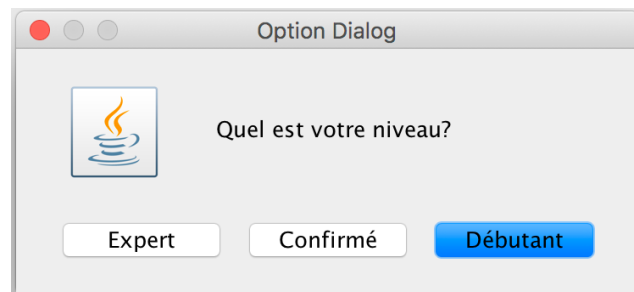 Option Dialog
Quel est votre niveau?
Expert Confirmé Débutant